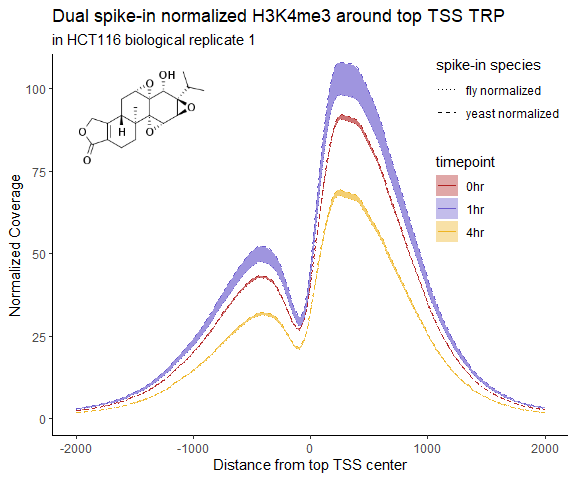 Dual spike-in normalized H3K4me3 around top TSS TRP
in HCT116 biological replicate 1
spike-in species
fly normalized
yeast normalized
timepoint
0hr
1hr
4hr
OH
O
O
O
O
O
H
Normalized Coverage
100
75
50
25
0
-2000
-1000
0
1000
2000
Distance from top TSS center